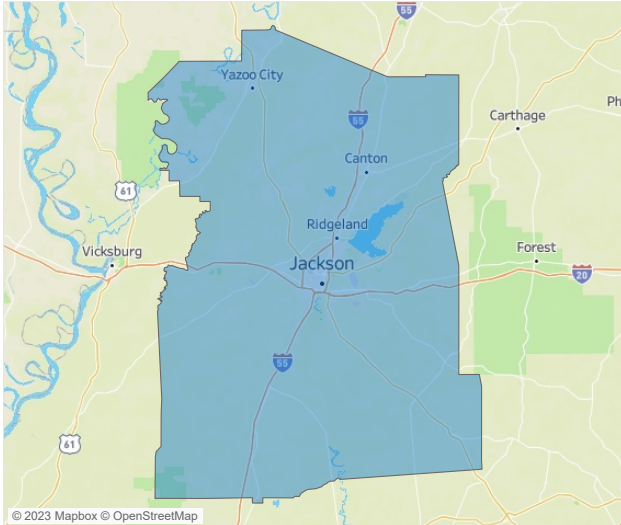 55
Yazoo City
55
Carthage
Ph
Canton
61
Ridgeland
Vicksburg
Forest
Jackson
20
55
61
© 2023 Mapbox © OpenStreetMap